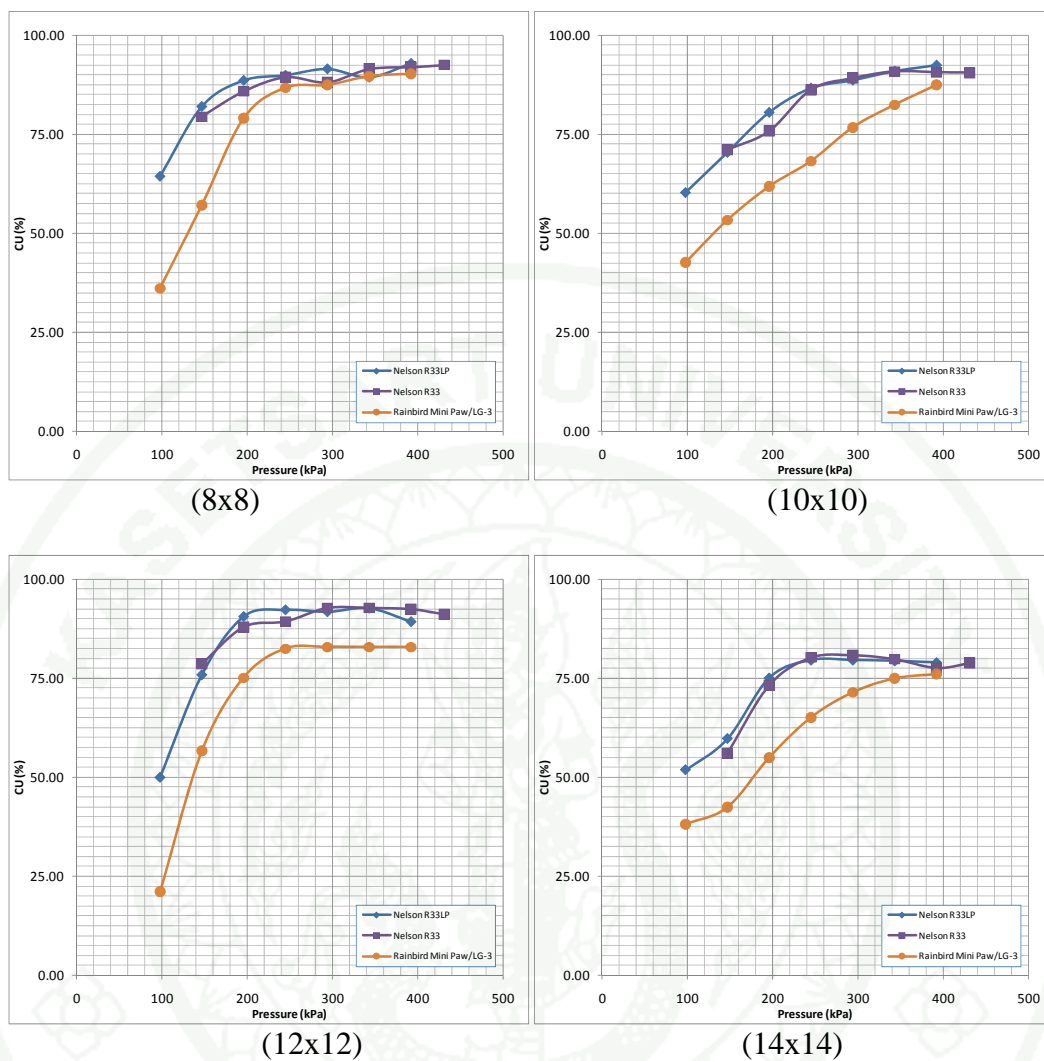 100.00
75.00
50.00
25.00
0.00
CU (%)
0 100 200 300 400 500
Pressure (kPa)
Nelson R33LP
Nelson R33
Rainbird Mini Paw/LG-3
(8x8)
100.00
75.00
50.00
25.00
0.00
CU (%)
0 100 200 300 400 500
Pressure (kPa)
Nelson R33LP
Nelson R33
Rainbird Mini Paw/LG-3
(10x10)
100.00
75.00
50.00
25.00
0.00
CU (%)
0 100 200 300 400 500
Pressure (kPa)
Nelson R33LP
Nelson R33
Rainbird Mini Paw/LG-3
(12x12)
100.00
75.00
50.00
25.00
0.00
CU (%)
0 100 200 300 400 500
Pressure (kPa)
Nelson R33LP
Nelson R33
Rainbird Mini Paw/LG-3
(14x14)
KASETSART UNIVERSITY